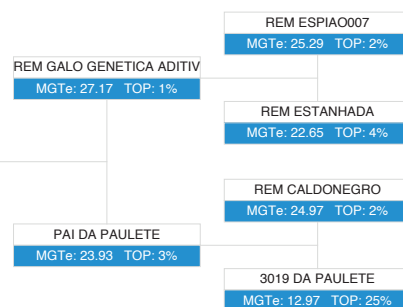 REM ESPIAO007
MGTe: 25.29 TOP: 2%
REM GALO GENETICA ADITIV
MGTe: 27.17 TOP: 1%
REM ESTANHADA
MGTe: 22.65 TOP: 4%
REM CALDONEGRO
MGTe: 24.97 TOP: 2%
PAI DA PAULETE
MGTe: 23.93 TOP: 3%
3019 DA PAULETE
MGTe: 12.97 TOP: 25%